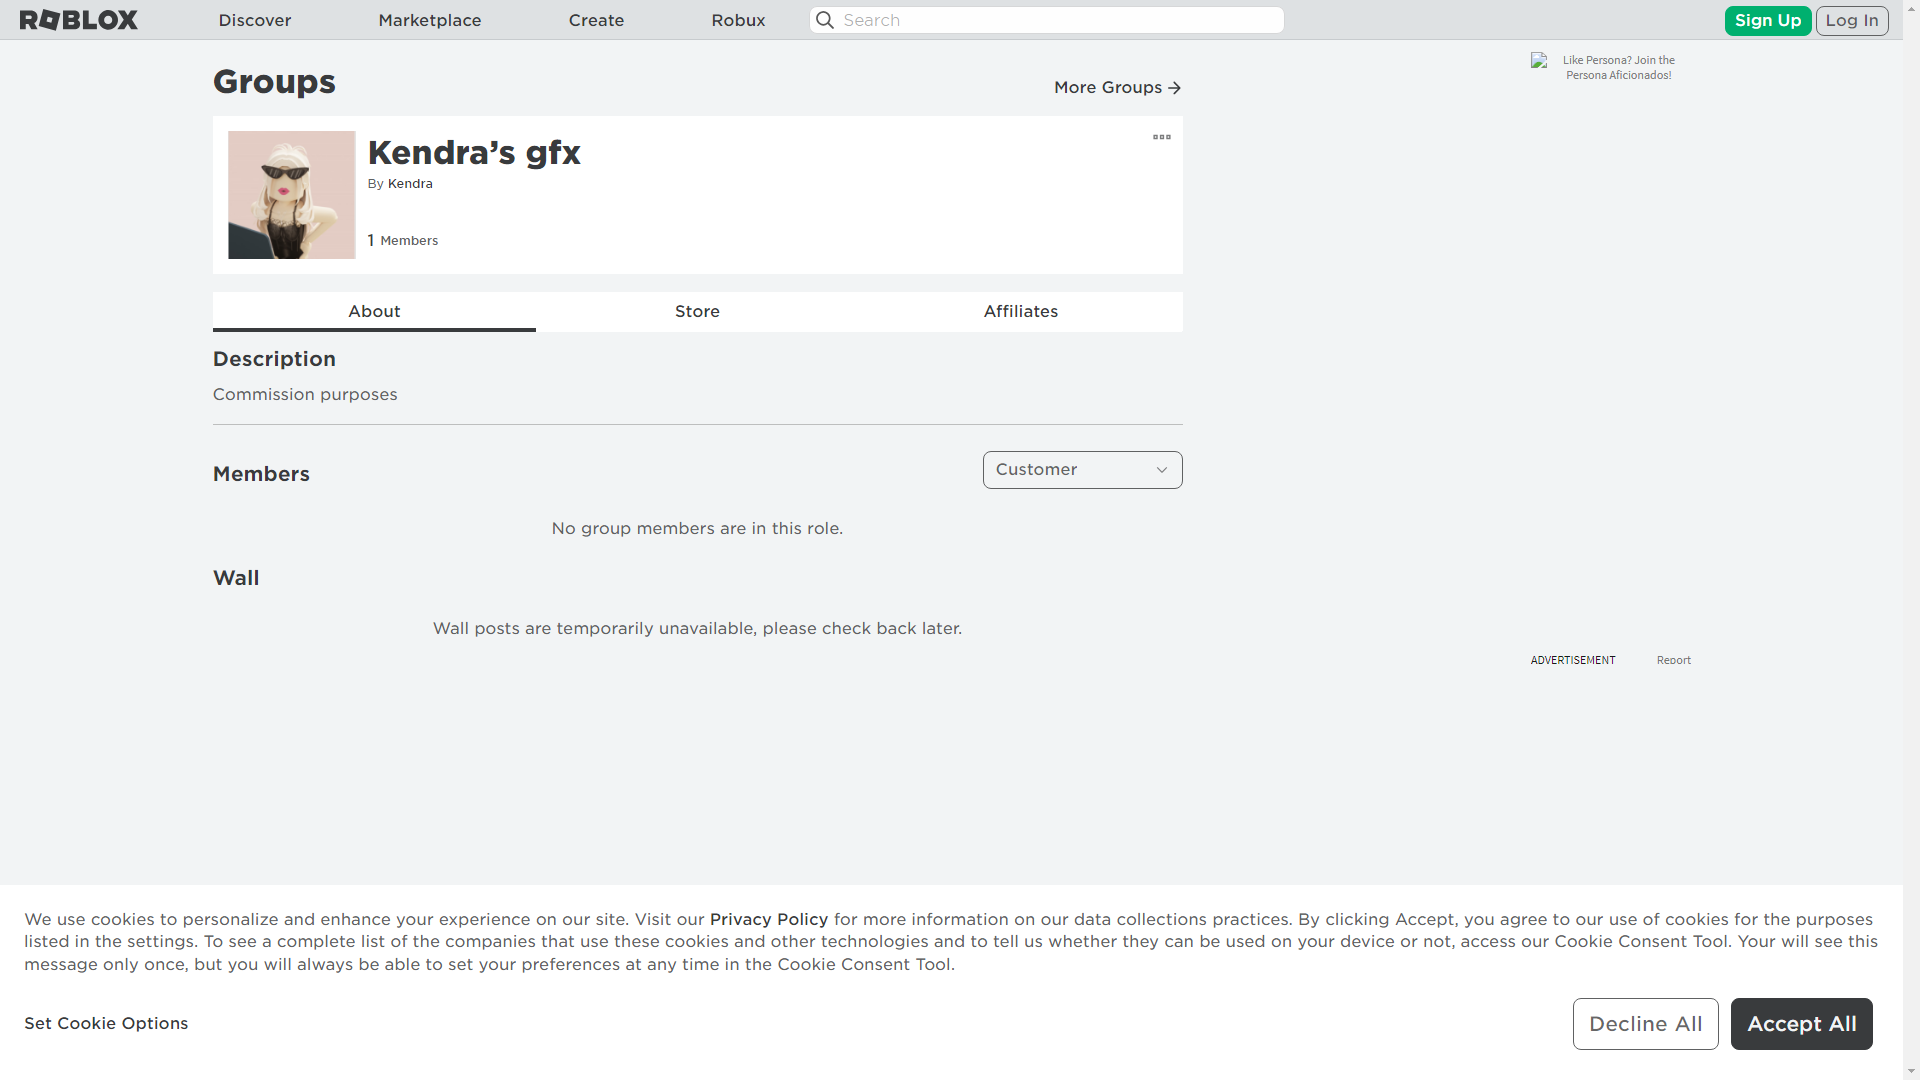 ROBLOX
Discover
Marketplace
Create
Robux
Search
Sign Up
Log In
Like Persona? Join the
Persona Aficionados!
Groups
More Groups
Kendra’s gfx
By Kendra
1 Members
About
Store
Affiliates
Description
Commission purposes
Members
Customer
No group members are in this role.
Wall
Wall posts are temporarily unavailable, please check back later.
ADVERTISEMENT
Report
We use cookies to personalize and enhance your experience on our site. Visit our Privacy Policy for more information on our data collections practices. By clicking Accept, you agree to our use of cookies for the purposes
listed in the settings. To see a complete list of the companies that use these cookies and other technologies and to tell us whether they can be used on your device or not, access our Cookie Consent Tool. Your will see this
message only once, but you will always be able to set your preferences at any time in the Cookie Consent Tool.
Set Cookie Options
Decline All
Accept All